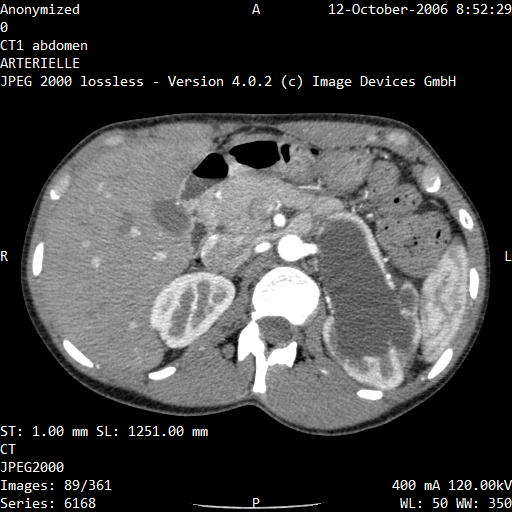 Anonymized A 12-October-2006 8:52:29
0
CT1 abdomen
ARTERIELLE
JPEG 2000 lossless - Version 4.0.2 (c) Image Devices GmbH
R L
ST: 1.00 mm SL: 1251.00 mm
CT
JPEG2000
Images: 89/361 400 mA 120.00kV
Series: 6168 P WL: 50 WW: 350